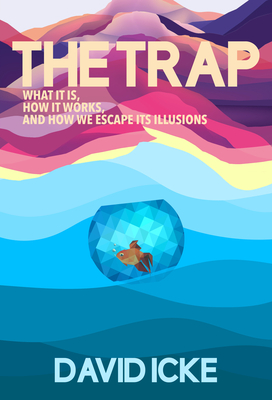 THE TRAP
WHAT IT IS,
HOW IT WORKS,
AND HOW WE ESCAPE ITS ILLUSIONS
DAVID ICKE